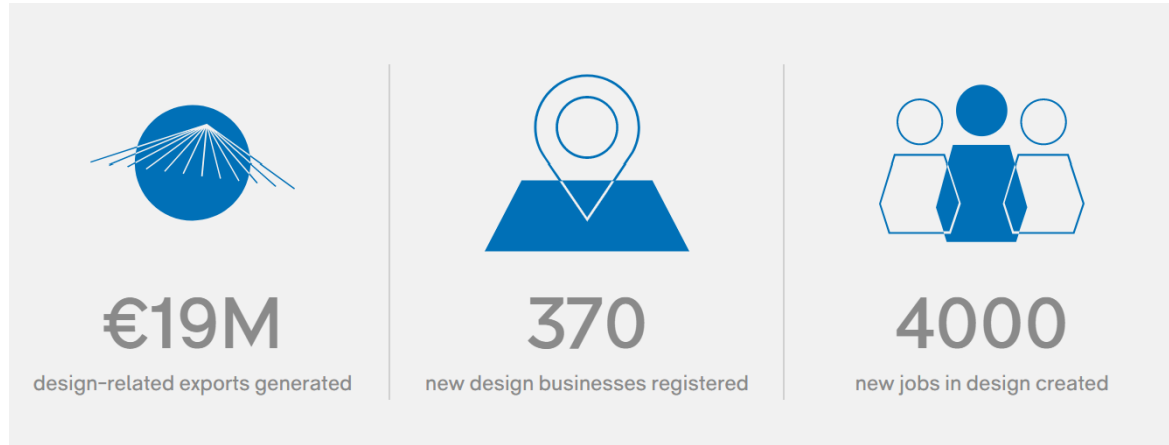 €19M
design-related exports generated
370
new design businesses registered
4000
new jobs in design created